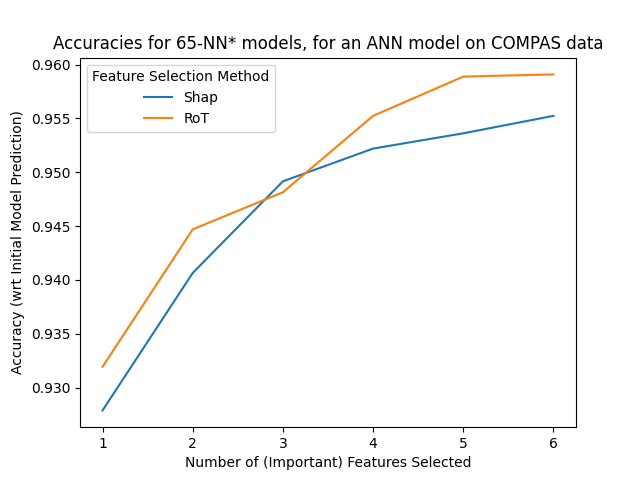 Accuracies for 65-NN* models, for an ANN model on COMPAS data
Feature Selection Method
Shap
RoT
Accuracy (wrt Initial Model Prediction)
0.960
0.955
0.950
0.945
0.940
0.935
0.930
1 2 3 4 5 6
Number of (Important) Features Selected